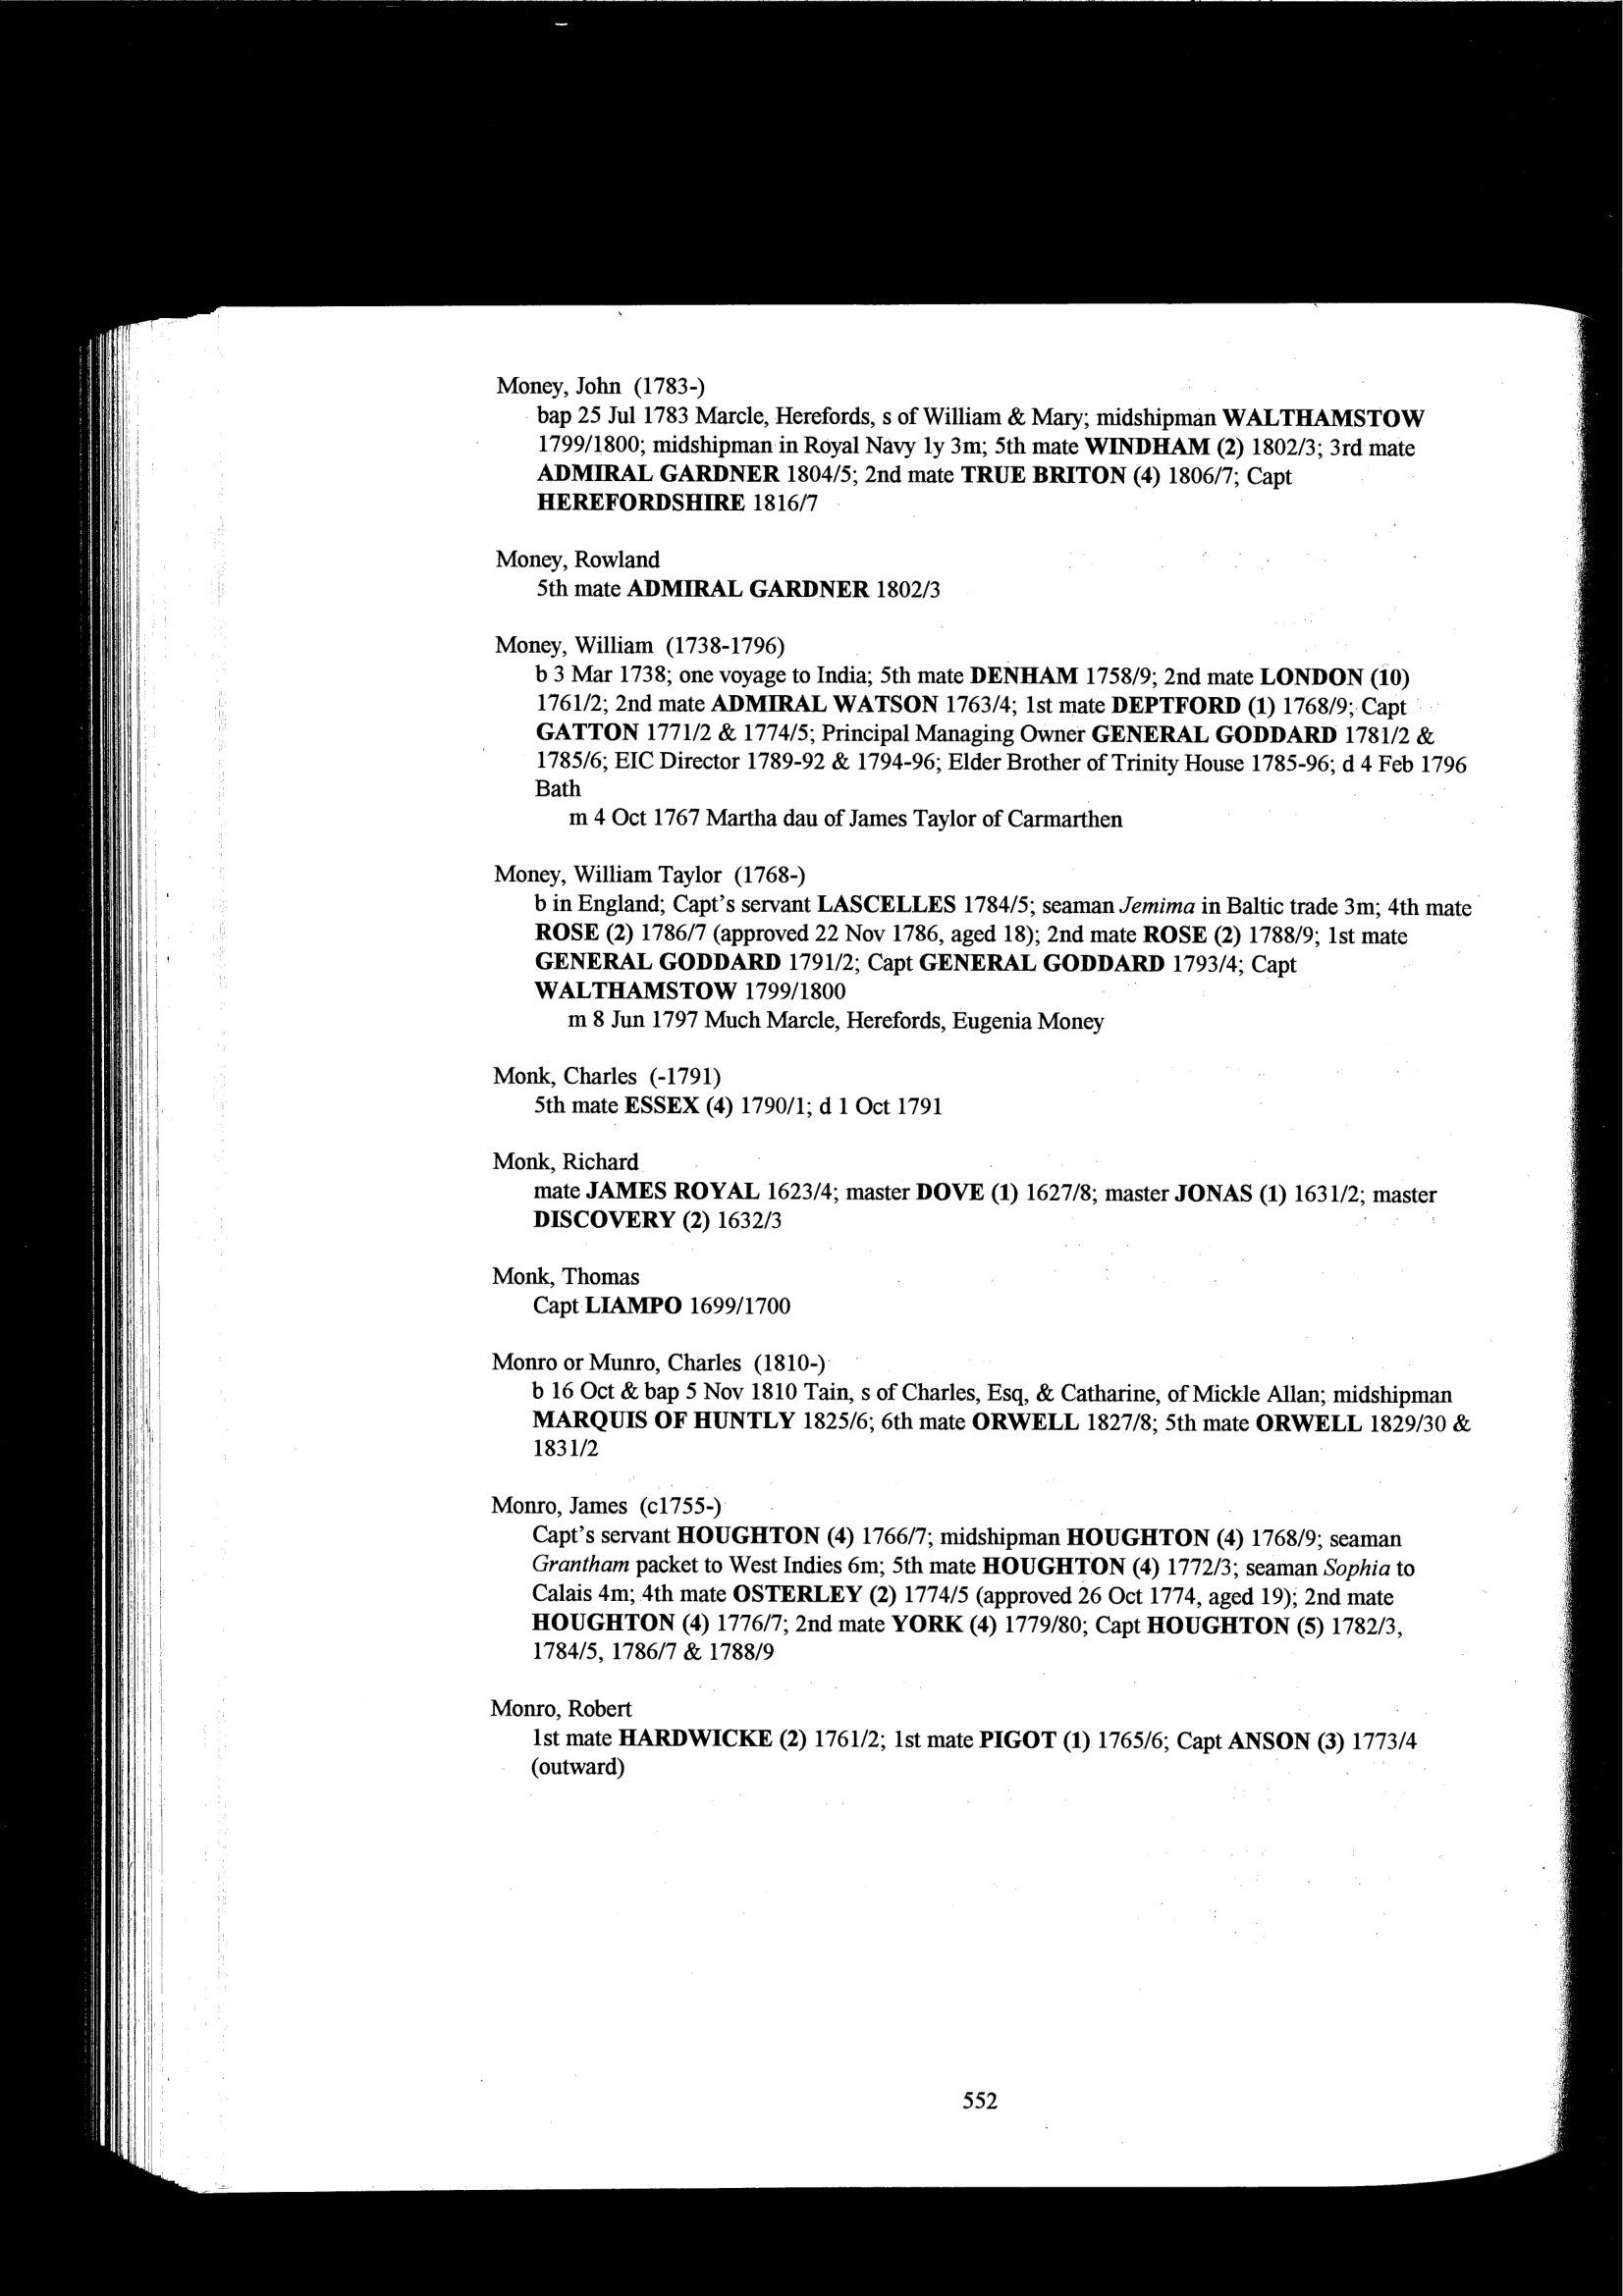 Money, John (1783-)
bap 25 Jul 1783 Marcle, Herefords, s of William & Mary; midshipman WALTHAMSTOW
1799/1800; midshipman in Royal Navy 1y 3m; 5th mate WINDHAM (2) 1802/3; 3rd mate
ADMIRAL GARDNER 1804/5; 2nd mate TRUE BRITON (4) 1806/7; Capt
HEREFORDSHIRE 1816/7
Money, Rowland
5th mate ADMIRAL GARDNER 1802/3
Money, William (1738-1796)
b 3 Mar 1738; one voyage to India; 5th mate DENHAM 1758/9; 2nd mate LONDON (10)
1761/2; 2nd mate ADMIRAL WATSON 1763/4; 1st mate DEPTFORD (1) 1768/9; Capt
GATTON 1771/2 & 1774/5; Principal Managing Owner GENERAL GODDARD 1781/2 &
1785/6; EIC Director 1789-92 & 1794-96; Elder Brother of Trinity House 1785-96; d 4 Feb 1796
Bath
m 4 Oct 1767 Martha dau of James Taylor of Carmarthen
Money, William Taylor (1768-)
b in England; Capt's servant LASCELLES 1784/5; seaman Jemima in Baltic trade 3m; 4th mate
ROSE (2) 1786/7 (approved 22 Nov 1786, aged 18); 2nd mate ROSE (2) 1788/9; 1st mate
GENERAL GODDARD 1791/2; Capt GENERAL GODDARD 1793/4; Capt
WALTHAMSTOW 1799/1800
m 8 Jun 1797 Much Marcle, Herefords, Eugenia Money
Monk, Charles (-1791)
5th mate ESSEX (4) 1790/1; d 1 Oct 1791
Monk, Richard
mate JAMES ROYAL 1623/4; master DOVE (1) 1627/8; master JONAS (1) 1631/2; master
DISCOVERY (2) 1632/3
Monk, Thomas
Capt LIAMPO 1699/1700
Monro or Munro, Charles (1810-)
b 16 Oct & bap 5 Nov 1810 Tain, s of Charles, Esq, & Catharine, of Mickle Allan; midshipman
MARQUIS OF HUNTLY 1825/6; 6th mate ORWELL 1827/8; 5th mate ORWELL 1829/30 &
1831/2
Monro, James (c1755-)
Capt's servant HOUGHTON (4) 1766/7; midshipman HOUGHTON (4) 1768/9; seaman
Grantham packet to West Indies 6m; 5th mate HOUGHTON (4) 1772/3; seaman Sophia to
Calais 4m; 4th mate OSTERLEY (2) 1774/5 (approved 26 Oct 1774, aged 19); 2nd mate
HOUGHTON (4) 1776/7; 2nd mate YORK (4) 1779/80; Capt HOUGHTON (5) 1782/3,
1784/5, 1786/7 & 1788/9
Monro, Robert
1st mate HARDWICKE (2) 1761/2; 1st mate PIGOT (1) 1765/6; Capt ANSON (3) 1773/4
(outward)
552